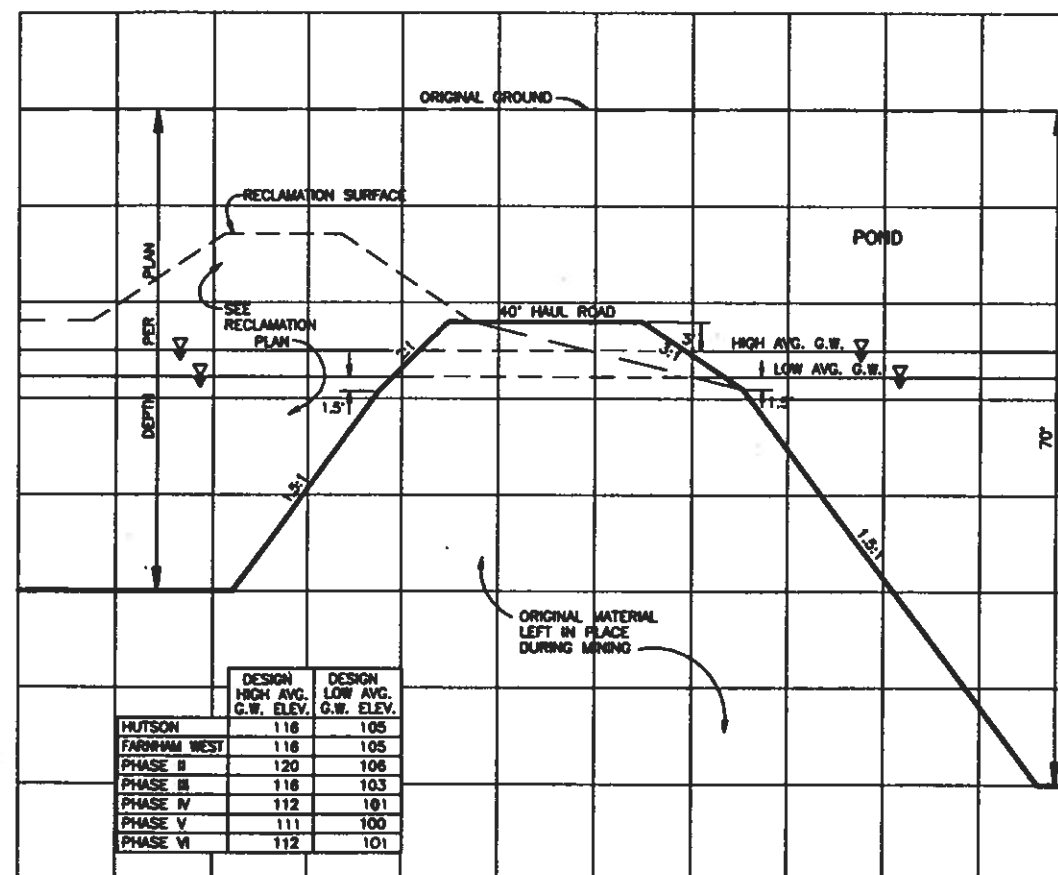 ORIGINAL GROUND
RECLAMATION SURFACE
POND
DEPTH PER PLAN
SEE
RECLAMATION
PLAN
40' HAUL ROAD
3'
HIGH AVG. G.W.
LOW AVG. G.W.
2:1
3:1
1.5'
1.5'
70'
1.5:1
1.5:1
ORIGINAL MATERIAL
LEFT IN PLACE
DURING MINING
DESIGN HIGH AVG. G.W. ELEV. DESIGN LOW AVG. G.W. ELEV.
HUTSON 116 105
FARNHAM WEST 116 105
PHASE II 120 106
PHASE III 116 103
PHASE IV 112 101
PHASE V 111 100
PHASE VI 112 101